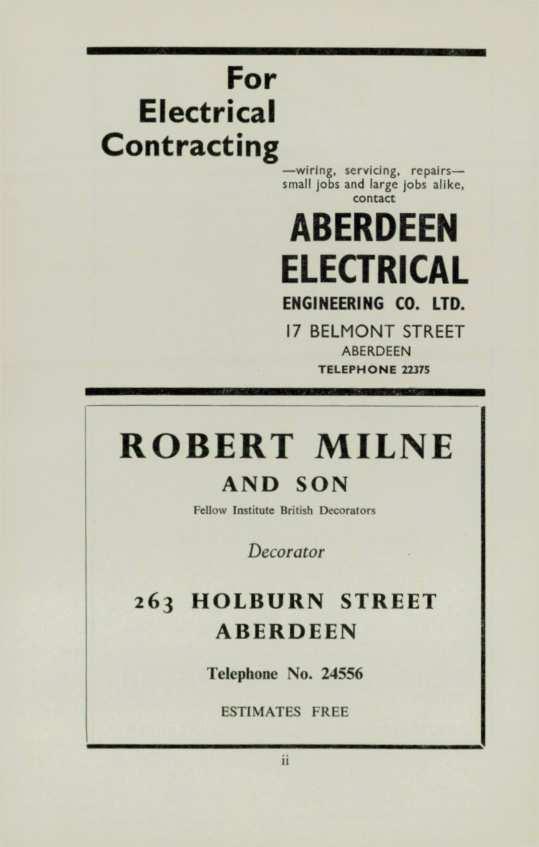 For
Electrical
Contracting
—wiring, servicing, repairs—
small jobs and large jobs alike,
contact
ABERDEEN
ELECTRICAL
ENGINEERING CO. LTD.
17 BELMONT STREET
ABERDEEN
TELEPHONE 22375
ROBERT MILNE
AND SON
Fellow Institute British Decorators
Decorator
263 HOLBURN STREET
ABERDEEN
Telephone No. 24556
ESTIMATES FREE
ii